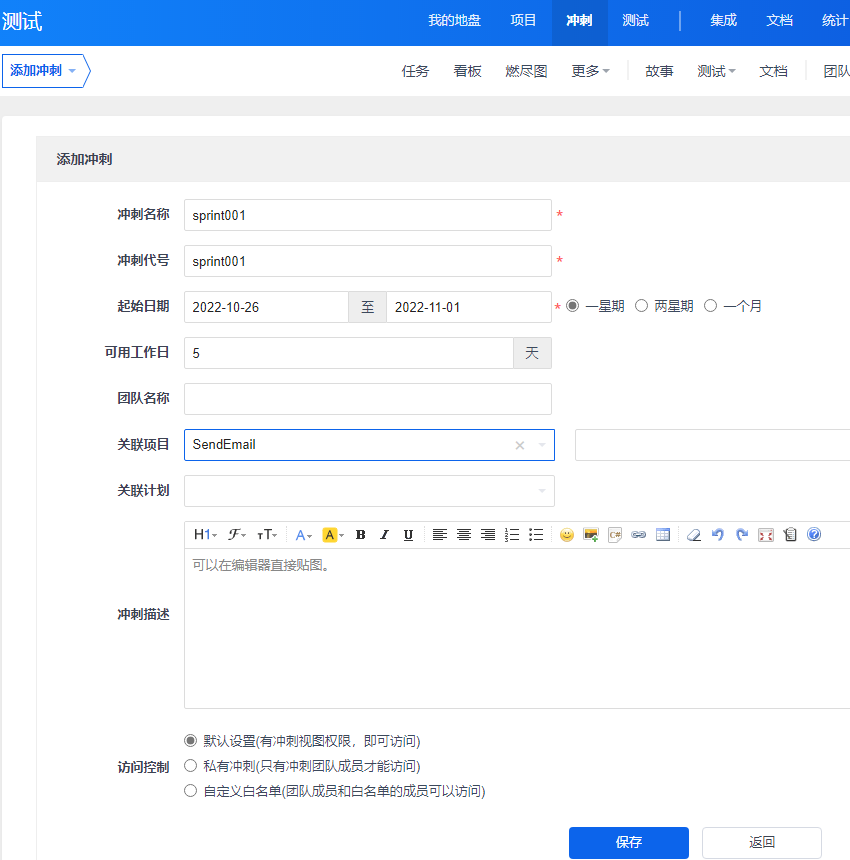 测试 我的地盘 项目 冲刺 测试 集成 文档 统计
添加冲刺 任务 看板 燃尽图 更多 故事 测试 文档 团队
添加冲刺
冲刺名称 sprint001 *
冲刺代号 sprint001 *
起始日期 2022-10-26 至 2022-11-01 * 一星期 两星期 一个月
可用工作日 5 天
团队名称
关联项目 SendEmail
关联计划
H1 F TT A A B I U C#
可以在编辑器直接贴图。
冲刺描述
默认设置(有冲刺视图权限，即可访问)
访问控制 私有冲刺(只有冲刺团队成员才能访问)
自定义白名单(团队成员和白名单的成员可以访问)
保存 返回